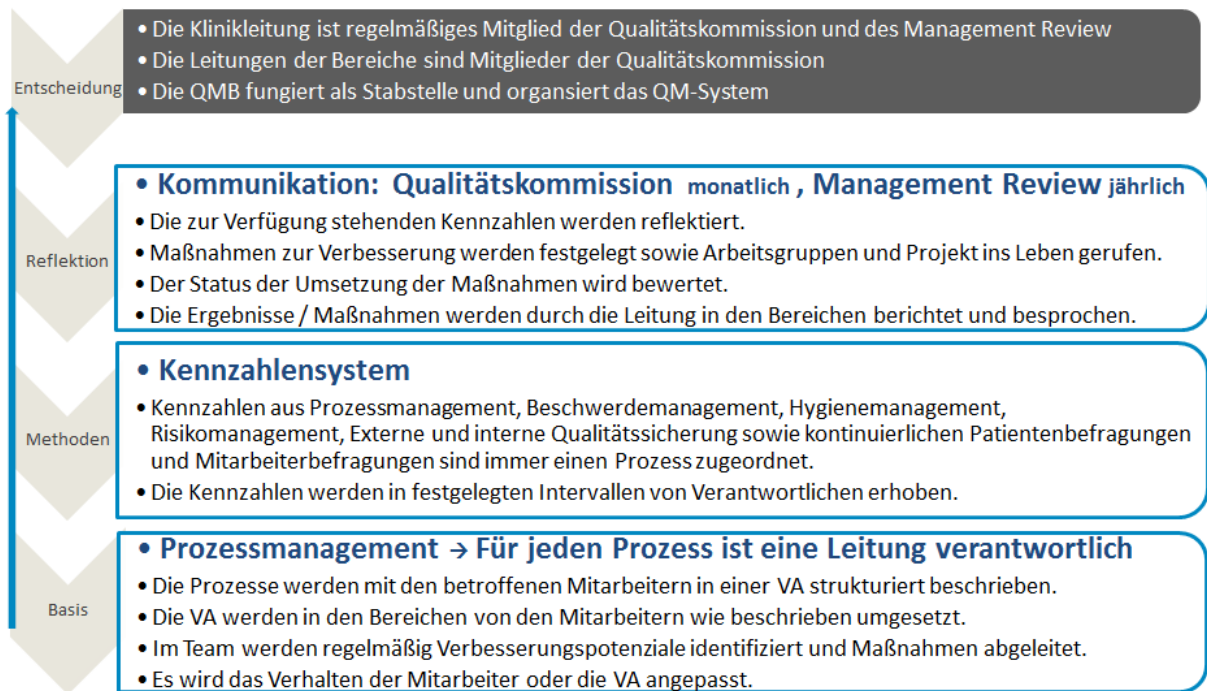 • Die Klinikleitung ist regelmäßiges Mitglied der Qualitätskommission und des Management Review
• Die Leitungen der Bereiche sind Mitglieder der Qualitätskommission
Entscheidung
• Die QMB fungiert als Stabstelle und organsiert das QM-System
• Kommunikation: Qualitätskommission monatlich , Management Review jährlich
• Die zur Verfügung stehenden Kennzahlen werden reflektiert.
• Maßnahmen zur Verbesserung werden festgelegt sowie Arbeitsgruppen und Projekt ins Leben gerufen.
Reflektion
• Der Status der Umsetzung der Maßnahmen wird bewertet.
• Die Ergebnisse / Maßnahmen werden durch die Leitung in den Bereichen berichtet und besprochen.
• Kennzahlensystem
• Kennzahlen aus Prozessmanagement, Beschwerdemanagement, Hygienemanagement,
Methoden
Risikomanagement, Externe und interne Qualitätssicherung sowie kontinuierlichen Patientenbefragungen
und Mitarbeiterbefragungen sind immer einen Prozess zugeordnet.
• Die Kennzahlen werden in festgelegten Intervallen von Verantwortlichen erhoben.
• Prozessmanagement → Für jeden Prozess ist eine Leitung verantwortlich
• Die Prozesse werden mit den betroffenen Mitarbeitern in einer VA strukturiert beschrieben.
Basis
• Die VA werden in den Bereichen von den Mitarbeitern wie beschrieben umgesetzt.
• Im Team werden regelmäßig Verbesserungspotenziale identifiziert und Maßnahmen abgeleitet.
• Es wird das Verhalten der Mitarbeiter oder die VA angepasst.